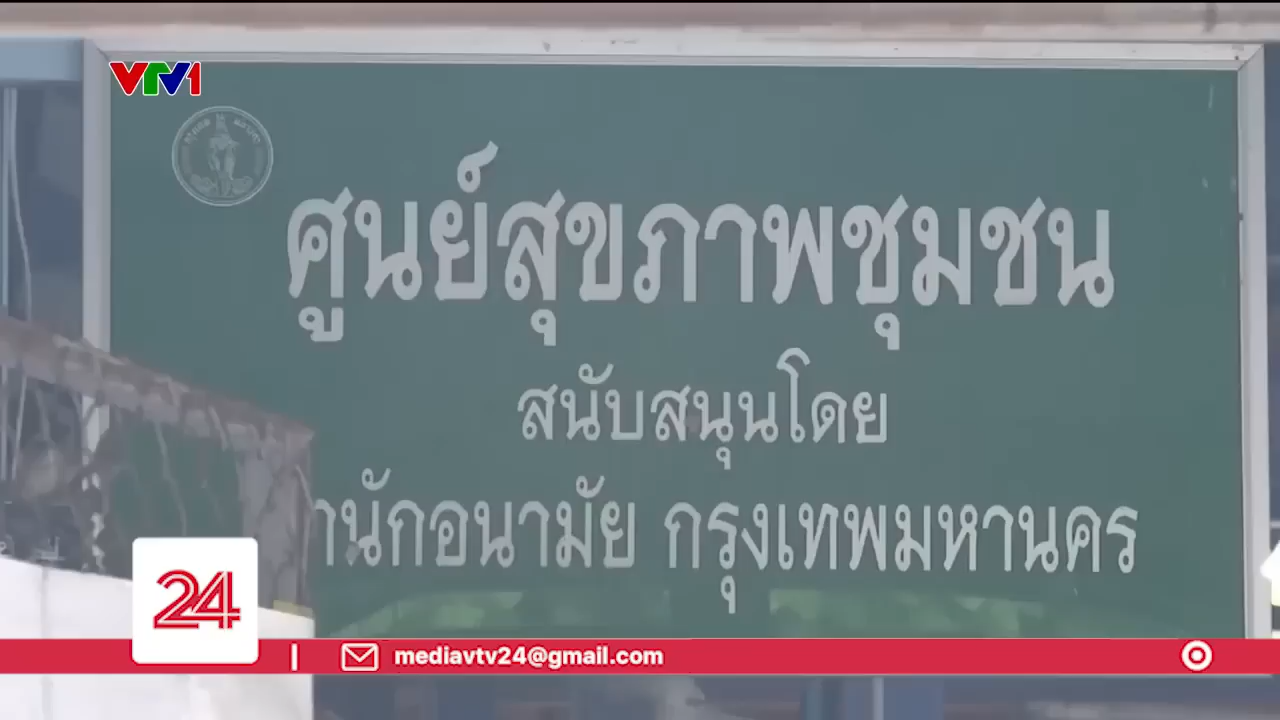 VTV1
ศูนย์สุขภาพชุมชน
สนับสนุนโดย
านักอนามัย กรุงเทพมหานคร
24
mediavtv24@gmail.com